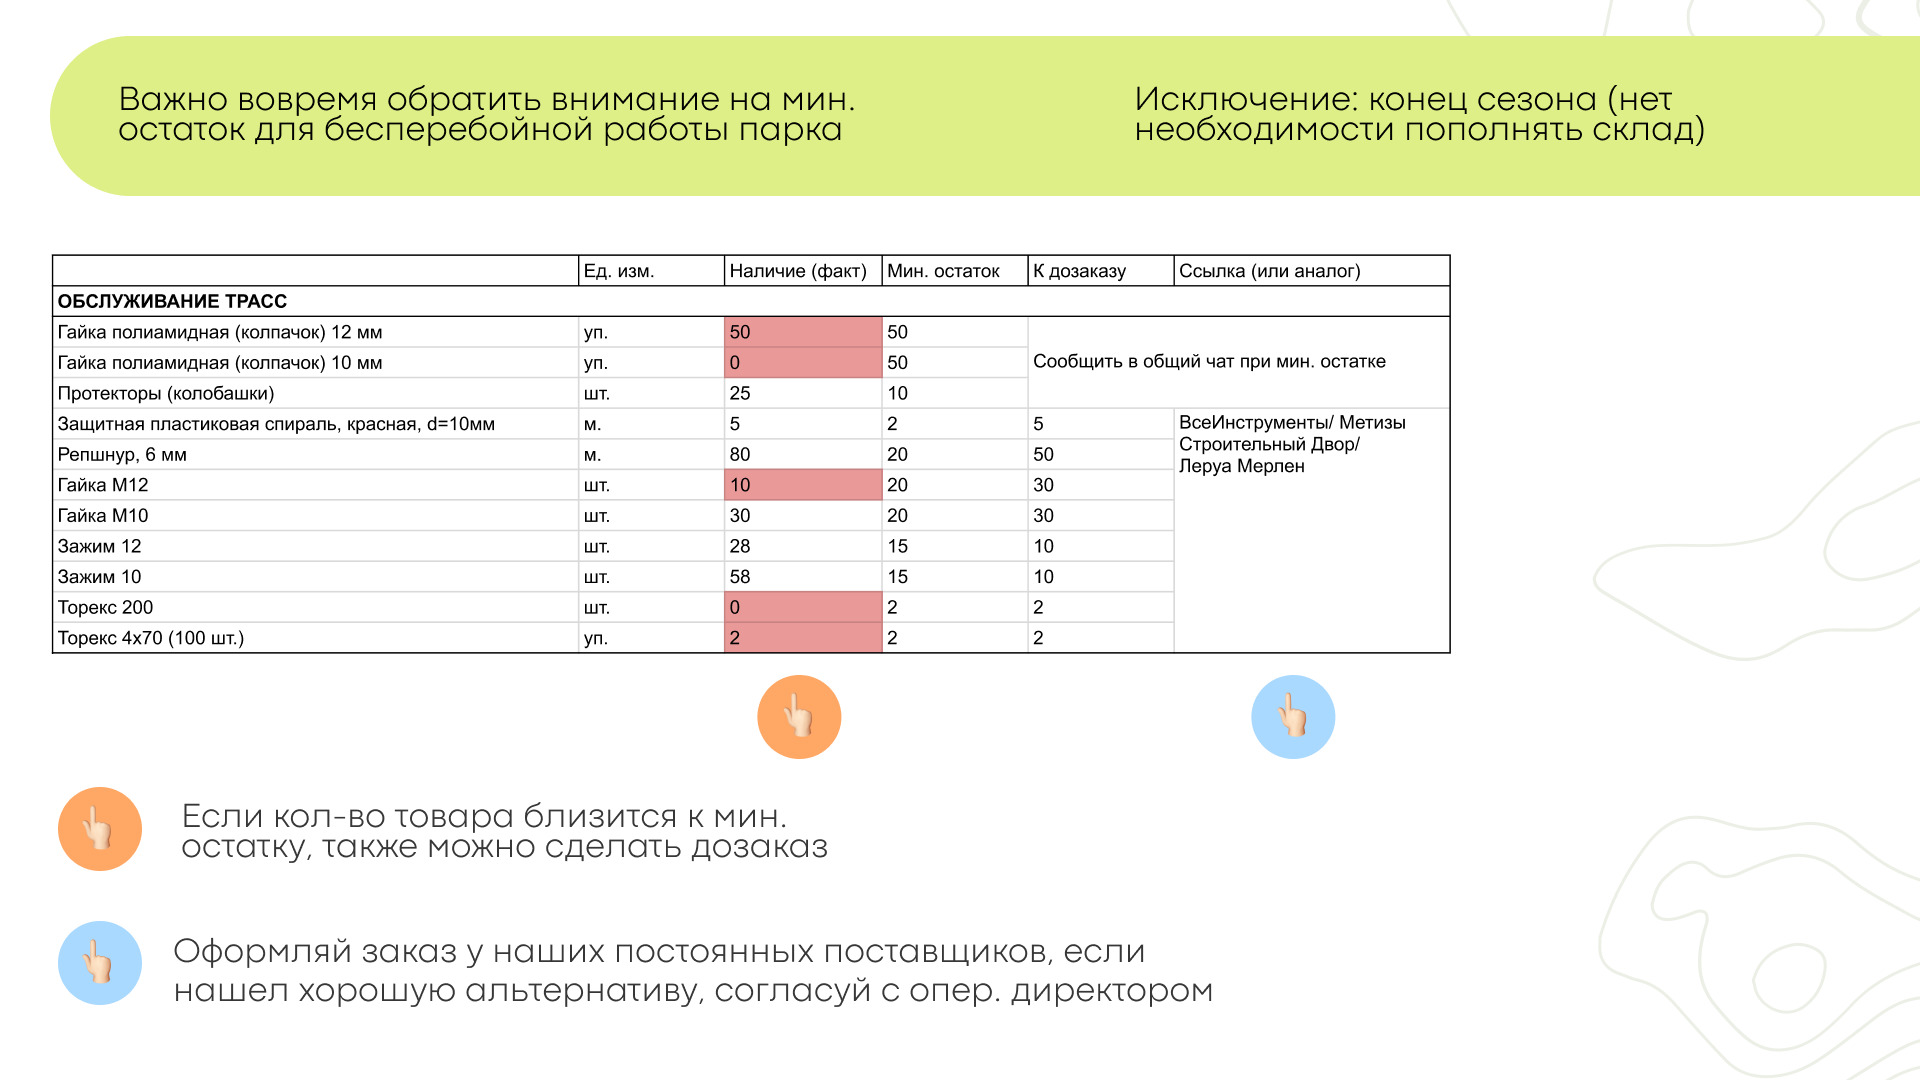 Важно вовремя обратить внимание на мин.
остаток для бесперебойной работы парка
Исключение: конец сезона (нет
необходимости пополнять склад)
Ед. изм. Наличие (факт) Мин. остаток К дозаказу Ссылка (или аналог)
ОБСЛУЖИВАНИЕ ТРАСС
Гайка полиамидная (колпачок) 12 мм уп. 50 50
Гайка полиамидная (колпачок) 10 мм уп. 0 50
Сообщить в общий чат при мин. остатке
Протекторы (колобашки) шт. 25 10
Защитная пластиковая спираль, красная, d=10мм м. 5 2 5
Репшнур, 6 мм м. 80 20 50
Гайка М12 шт. 10 20 30
Гайка М10 шт. 30 20 30
Зажим 12 шт. 28 15 10
Зажим 10 шт. 58 15 10
Торекс 200 шт. 0 2 2
Торекс 4х70 (100 шт.) уп. 2 2 2
ВсеИнструменты/ Метизы
Строительный Двор/
Леруа Мерлен
Если кол-во товара близится к мин.
остатку, также можно сделать дозаказ
Оформляй заказ у наших постоянных поставщиков, если
нашел хорошую альтернативу, согласуй с опер. директором